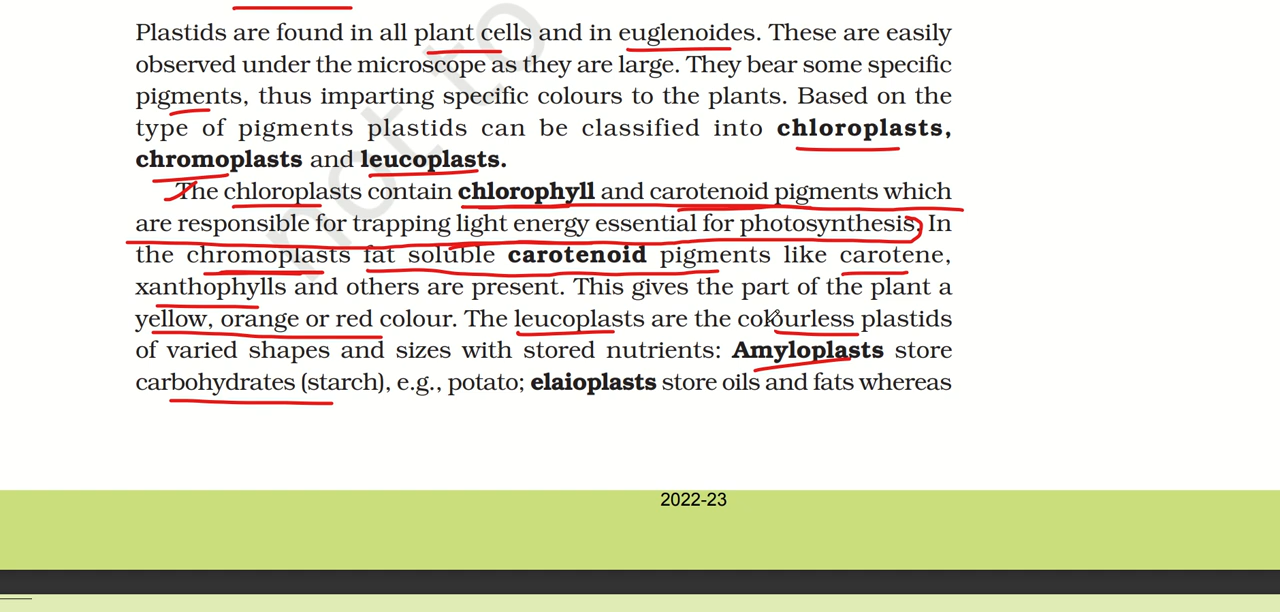 Plastids are found in all plant cells and in euglenoides. These are easily
observed under the microscope as they are large. They bear some specific
pigments, thus imparting specific colours to the plants. Based on the
type of pigments plastids can be classified into chloroplasts,
chromoplasts and leucoplasts.
The chloroplasts contain chlorophyll and carotenoid pigments which
are responsible for trapping light energy essential for photosynthesis. In
the chromoplasts fat soluble carotenoid pigments like carotene,
xanthophylls and others are present. This gives the part of the plant a
yellow, orange or red colour. The leucoplasts are the colourless plastids
of varied shapes and sizes with stored nutrients: Amyloplasts store
carbohydrates (starch), e.g., potato; elaioplasts store oils and fats whereas
not to
2022-23